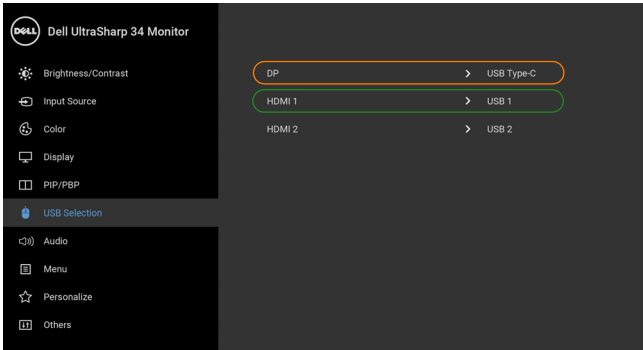 DELL Dell UltraSharp 34 Monitor
Brightness/Contrast
Input Source
Color
Display
PIP/PBP
USB Selection
Audio
Menu
Personalize
Others
DP > USB Type-C
HDMI 1 > USB 1
HDMI 2 > USB 2